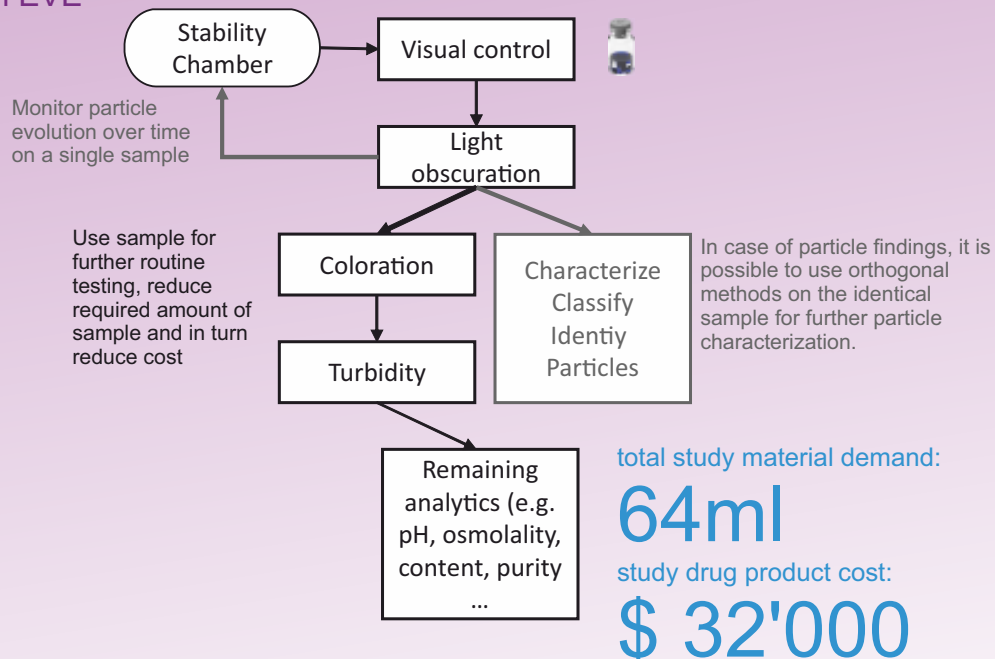 Stability
Chamber
Visual control
Monitor particle
evolution over time
on a single sample
Light
obscuration
Use sample for
further routine
testing, reduce
required amount of
sample and in turn
reduce cost
Coloration
Characterize
Classify
Identiy
Particles
In case of particle findings, it is
possible to use orthogonal
methods on the identical
sample for further particle
characterization.
Turbidity
Remaining
analytics (e.g.
pH, osmolality,
content, purity
...
total study material demand:
64ml
study drug product cost:
$ 32'000